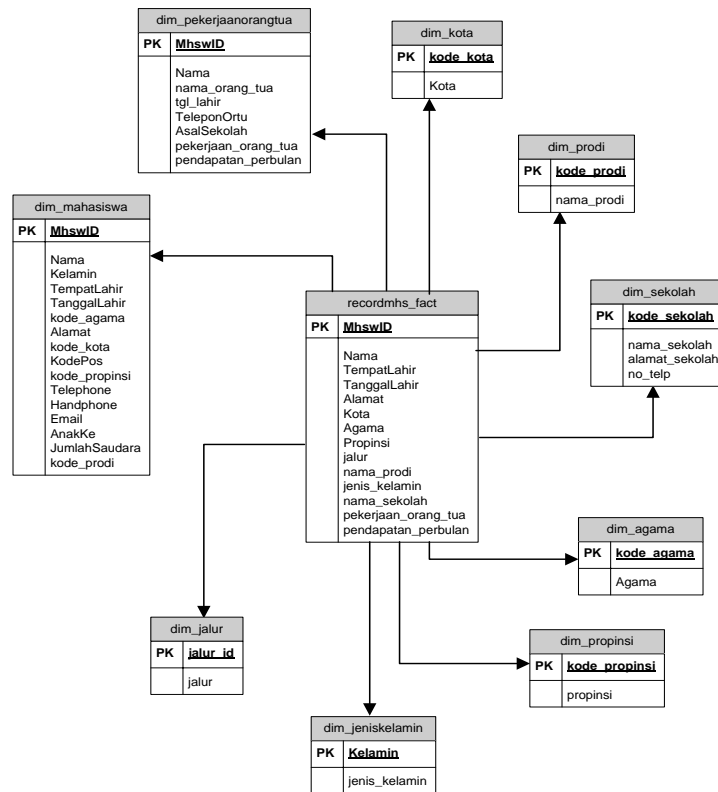 dim_pekerjaanorangtua
PK MhswID
Nama
nama_orang_tua
tgl_lahir
TeleponOrtu
AsalSekolah
pekerjaan_orang_tua
pendapatan_perbulan
dim_kota
PK kode_kota
Kota
dim_prodi
PK kode_prodi
nama_prodi
dim_mahasiswa
PK MhswID
Nama
Kelamin
TempatLahir
TanggalLahir
kode_agama
Alamat
kode_kota
KodePos
kode_propinsi
Telephone
Handphone
Email
AnakKe
JumlahSaudara
kode_prodi
recordmhs_fact
PK MhswID
Nama
TempatLahir
TanggalLahir
Alamat
Kota
Agama
Propinsi
jalur
nama_prodi
jenis_kelamin
nama_sekolah
pekerjaan_orang_tua
pendapatan_perbulan
dim_sekolah
PK kode_sekolah
nama_sekolah
alamat_sekolah
no_telp
dim_agama
PK kode_agama
Agama
dim_jalur
PK jalur_id
jalur
dim_propinsi
PK kode_propinsi
propinsi
dim_jeniskelamin
PK Kelamin
jenis_kelamin